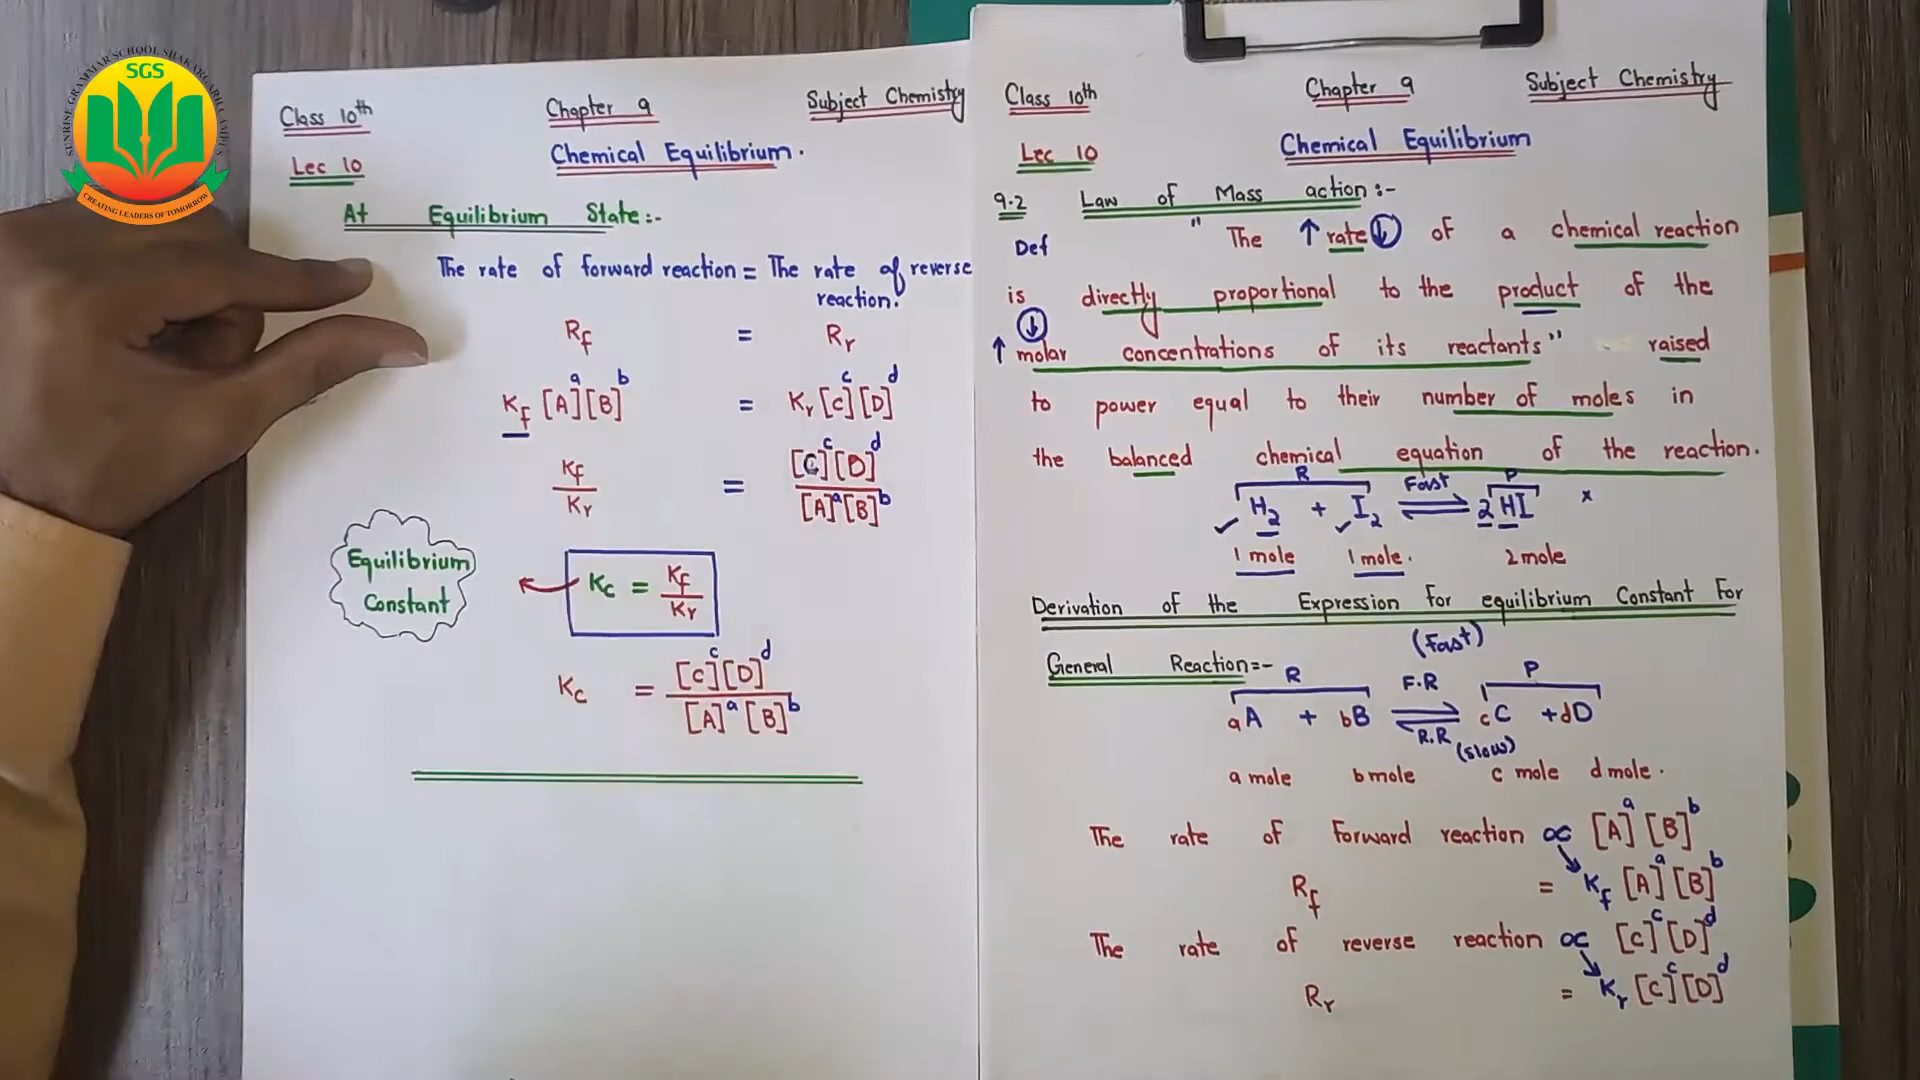 SUNRISE GRAMMAR SCHOOL SHAKARGARH
SGS
CREATING LEADERS OF TOMORROW
Class 10th Chapter 9 Subject Chemistry
Lec 10 Chemical Equilibrium.
At Equilibrium State:-
The rate of forward reaction = The rate of reverse
reaction.
Rf = Rr
Kf [A]^a [B]^b = Kr [C]^c [D]^d
Kf/Kr = [C]^c [D]^d / [A]^a [B]^b
Equilibrium
Constant
Kc = Kf/Kr
Kc = [C]^c [D]^d / [A]^a [B]^b
Class 10th Chapter 9 Subject Chemistry
Lec 10 Chemical Equilibrium
9.2 Law of Mass action:-
Def "The ↑ rate ↓ of a chemical reaction
is directly proportional to the product of the
↑ ↓ molar concentrations of its reactants" raised
to power equal to their number of moles in
the balanced chemical equation of the reaction.
R Fast P
H2 + I2 ⇌ 2HI x
1 mole 1 mole. 2 mole
Derivation of the Expression for equilibrium Constant For
(Fast)
General Reaction:-
R F.R P
aA + bB ⇌ cC + dD
R.R (slow)
a mole b mole c mole d mole.
The rate of Forward reaction ∝ [A]^a [B]^b
Rf = Kf [A]^a [B]^b
The rate of reverse reaction ∝ [C]^c [D]^d
Rr = Kr [C]^c [D]^d